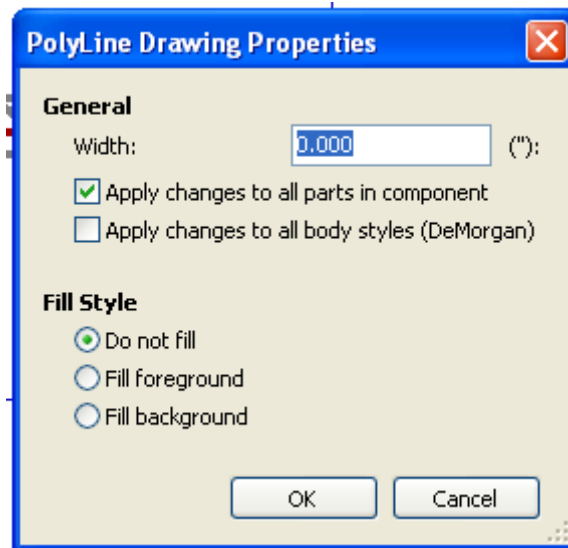 PolyLine Drawing Properties
General
Width: 0.000 ("):
Apply changes to all parts in component
Apply changes to all body styles (DeMorgan)
Fill Style
Do not fill
Fill foreground
Fill background
OK Cancel